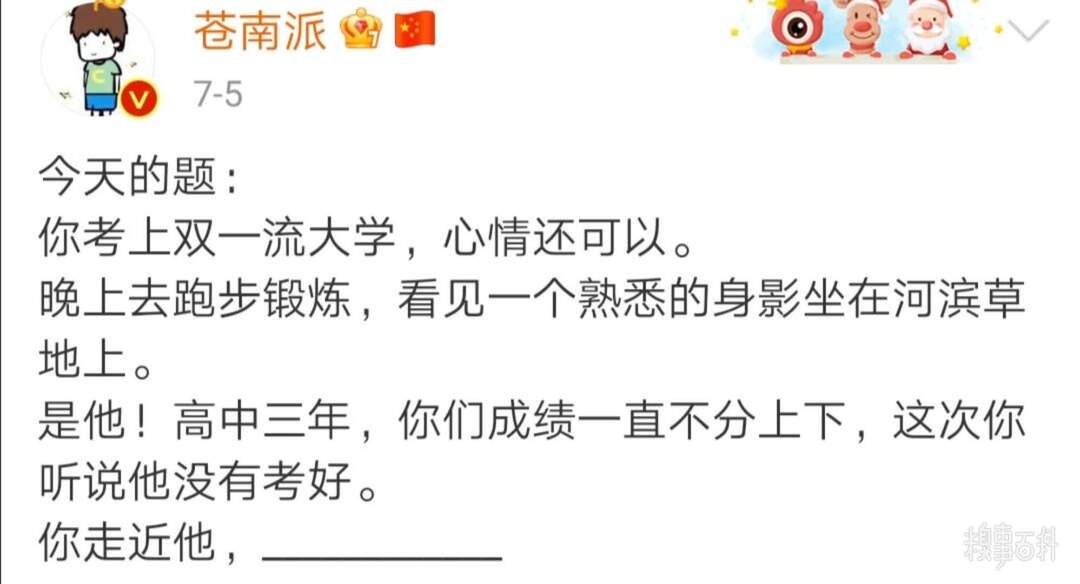 苍南派
7-5
今天的题：
你考上双一流大学，心情还可以。
晚上去跑步锻炼，看见一个熟悉的身影坐在河滨草
地上。
是他！高中三年，你们成绩一直不分上下，这次你
听说他没有考好。
你走近他，___________
糗事百科